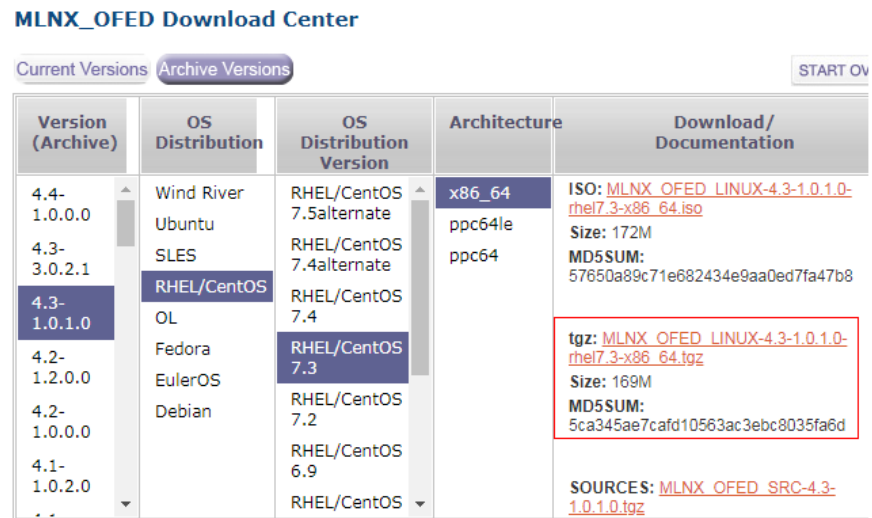 MLNX_OFED Download Center
Current Versions
Archive Versions
START OV
Version
(Archive)
OS
Distribution
OS
Distribution
Version
Architecture
Download/
Documentation
4.4-
1.0.0.0
4.3-
3.0.2.1
4.3-
1.0.1.0
4.2-
1.2.0.0
4.2-
1.0.0.0
4.1-
1.0.2.0
Wind River
Ubuntu
SLES
RHEL/CentOS
OL
Fedora
EulerOS
Debian
RHEL/CentOS
7.5alternate
RHEL/CentOS
7.4alternate
RHEL/CentOS
7.4
RHEL/CentOS
7.3
RHEL/CentOS
7.2
RHEL/CentOS
6.9
RHEL/CentOS
x86_64
ppc64le
ppc64
ISO: MLNX_OFED_LINUX-4.3-1.0.1.0-
rhel7.3-x86_64.iso
Size: 172M
MD5SUM:
57650a89c71e682434e9aa0ed7fa47b8
tgz: MLNX_OFED_LINUX-4.3-1.0.1.0-
rhel7.3-x86_64.tgz
Size: 169M
MD5SUM:
5ca345ae7cafd10563ac3ebc8035fa6d
SOURCES: MLNX_OFED_SRC-4.3-
1.0.1.0.tgz